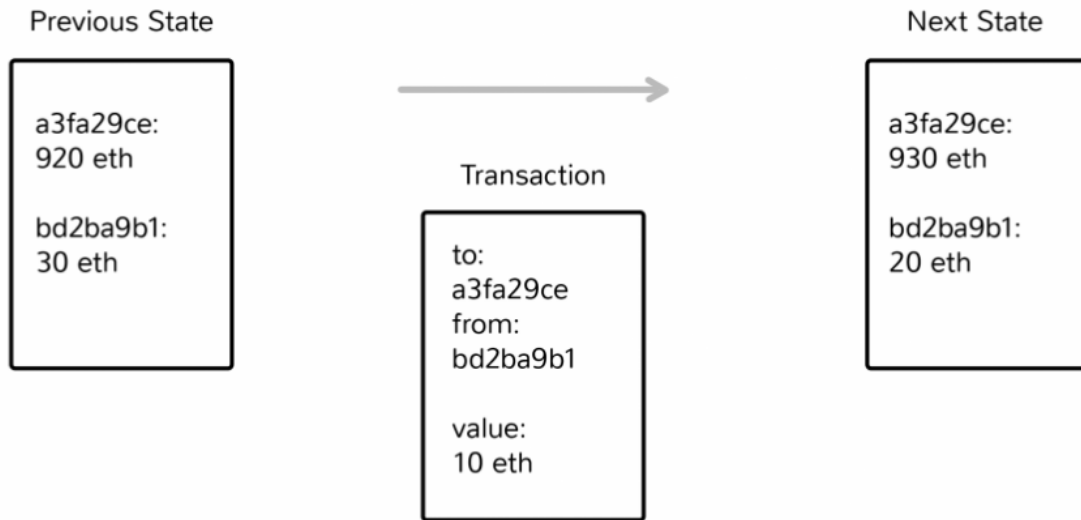 Previous State
a3fa29ce:
920 eth
bd2ba9b1:
30 eth
Transaction
to:
a3fa29ce
from:
bd2ba9b1
value:
10 eth
Next State
a3fa29ce:
930 eth
bd2ba9b1:
20 eth